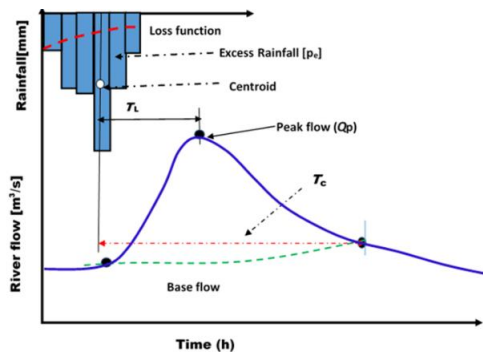 Rainfall[mm]
Loss function
Excess Rainfall [pe]
Centroid
TL
Peak flow (Qp)
Tc
River flow [m³/s]
Base flow
Time (h)